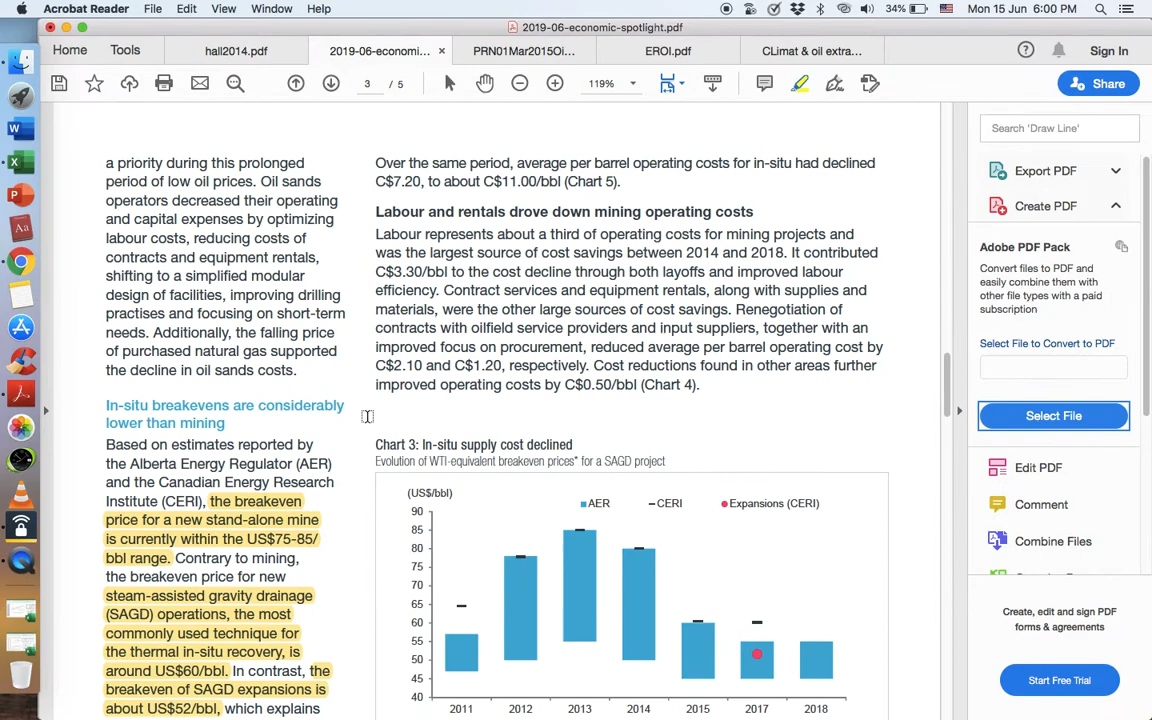 Acrobat Reader File Edit View Window Help 34% Mon 15 Jun 6:00 PM
2019-06-economic-spotlight.pdf
Home Tools hall2014.pdf 2019-06-economi... × PRN01Mar2015Oi... EROI.pdf CLimat & oil extra... Sign In
3 / 5 119% Share
a priority during this prolonged
period of low oil prices. Oil sands
operators decreased their operating
and capital expenses by optimizing
labour costs, reducing costs of
contracts and equipment rentals,
shifting to a simplified modular
design of facilities, improving drilling
practises and focusing on short-term
needs. Additionally, the falling price
of purchased natural gas supported
the decline in oil sands costs.
In-situ breakevens are considerably
lower than mining
Based on estimates reported by
the Alberta Energy Regulator (AER)
and the Canadian Energy Research
Institute (CERI), the breakeven
price for a new stand-alone mine
is currently within the US$75-85/
bbl range. Contrary to mining,
the breakeven price for new
steam-assisted gravity drainage
(SAGD) operations, the most
commonly used technique for
the thermal in-situ recovery, is
around US$60/bbl. In contrast, the
breakeven of SAGD expansions is
about US$52/bbl, which explains
Over the same period, average per barrel operating costs for in-situ had declined
C$7.20, to about C$11.00/bbl (Chart 5).
Labour and rentals drove down mining operating costs
Labour represents about a third of operating costs for mining projects and
was the largest source of cost savings between 2014 and 2018. It contributed
C$3.30/bbl to the cost decline through both layoffs and improved labour
efficiency. Contract services and equipment rentals, along with supplies and
materials, were the other large sources of cost savings. Renegotiation of
contracts with oilfield service providers and input suppliers, together with an
improved focus on procurement, reduced average per barrel operating cost by
C$2.10 and C$1.20, respectively. Cost reductions found in other areas further
improved operating costs by C$0.50/bbl (Chart 4).
Chart 3: In-situ supply cost declined
Evolution of WTI-equivalent breakeven prices* for a SAGD project
(US$/bbl)
AER CERI Expansions (CERI)
90
85
80
75
70
65
60
55
50
45
40
2011 2012 2013 2014 2015 2017 2018
Search 'Draw Line'
Export PDF
Create PDF
Adobe PDF Pack
Convert files to PDF and
easily combine them with
other file types with a paid
subscription
Select File to Convert to PDF
Select File
Edit PDF
Comment
Combine Files
Create, edit and sign PDF
forms & agreements
Start Free Trial